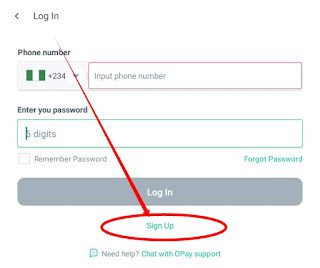 Log In
Phone number
+234 Input phone number
Enter you password
6 digits
Remember Password Forgot Password
Log In
Sign Up
Need help? Chat with OPay support